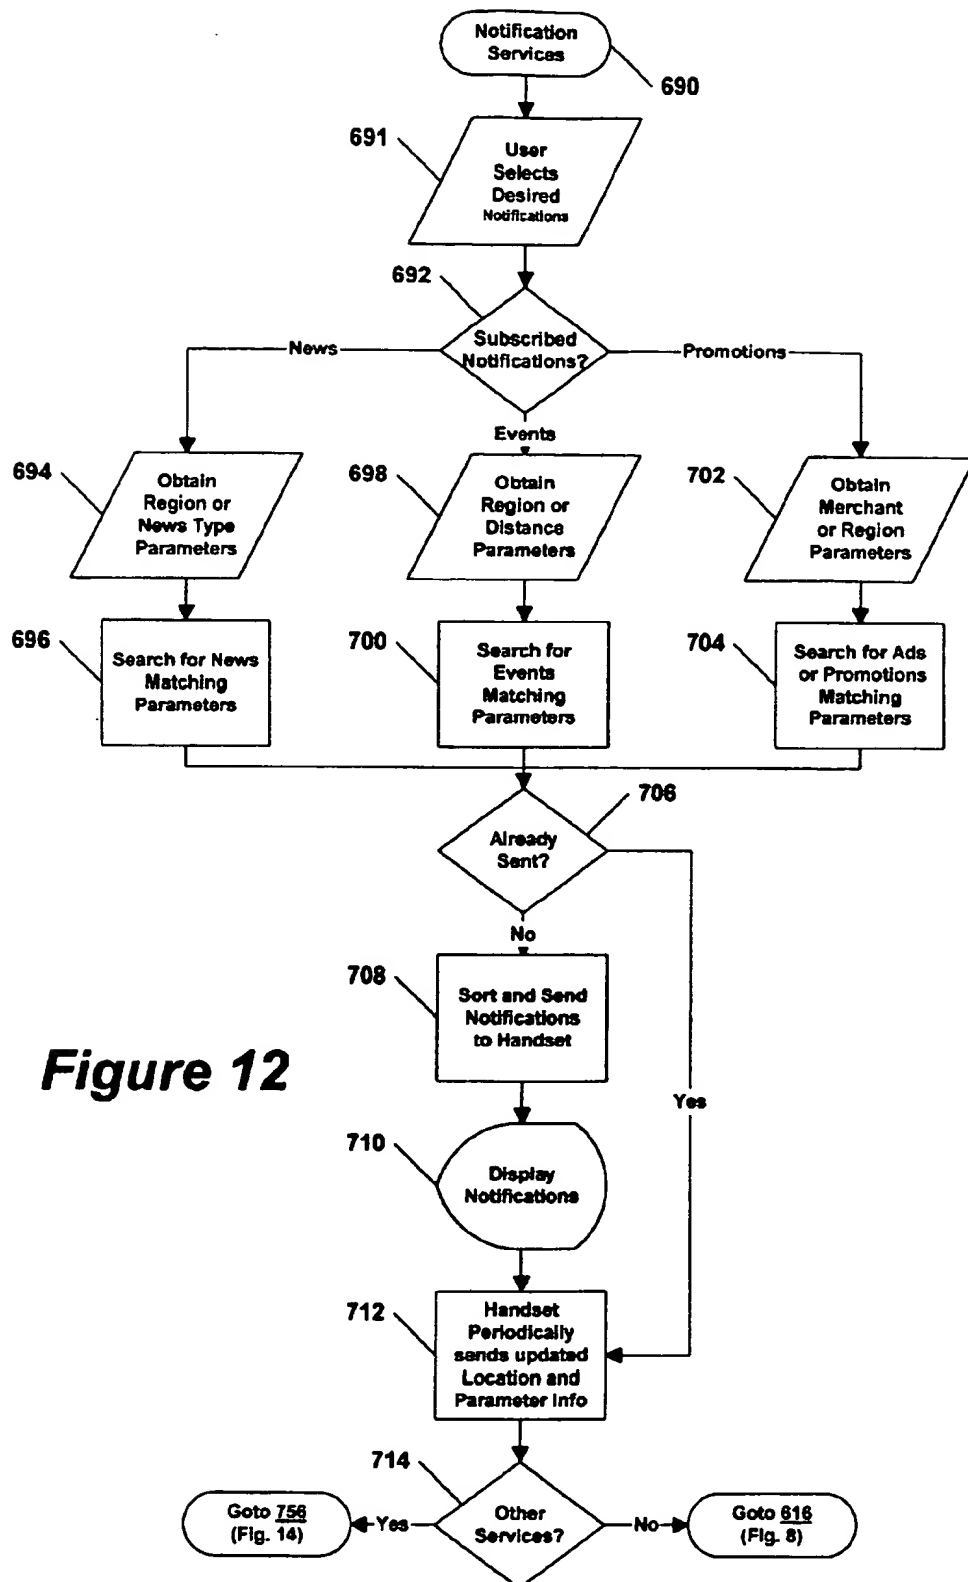 Notification
Services
690
691
User
Selects
Desired
Notifications
692
Subscribed
Notifications?
News
Promotions
Events
694
Obtain
Region or
News Type
Parameters
698
Obtain
Region or
Distance
Parameters
702
Obtain
Merchant
or Region
Parameters
696
Search for News
Matching
Parameters
700
Search for
Events
Matching
Parameters
704
Search for Ads
or Promotions
Matching
Parameters
706
Already
Sent?
No
Yes
708
Sort and Send
Notifications
to Handset
Figure 12
710
Display
Notifications
712
Handset
Periodically
sends updated
Location and
Parameter Info
714
Other
Services?
Yes
No
Goto 756
(Fig. 14)
Goto 616
(Fig. 8)